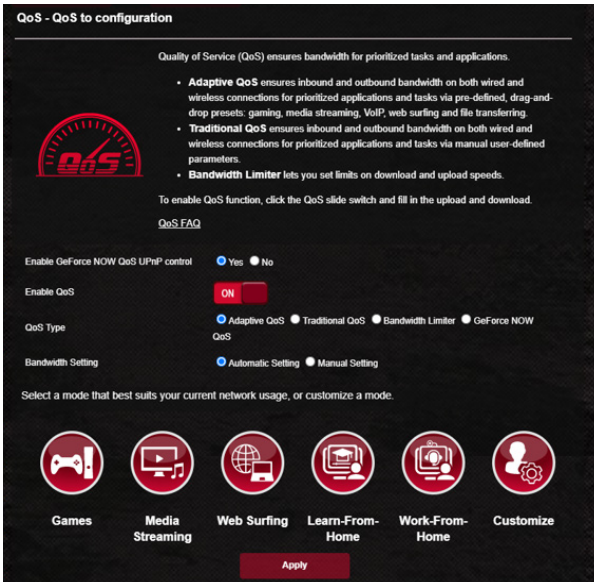 QoS - QoS to configuration
Quality of Service (QoS) ensures bandwidth for prioritized tasks and applications.
• Adaptive QoS ensures inbound and outbound bandwidth on both wired and
wireless connections for prioritized applications and tasks via pre-defined, drag-and-
drop presets: gaming, media streaming, VoIP, web surfing and file transferring.
• Traditional QoS ensures inbound and outbound bandwidth on both wired and
wireless connections for prioritized applications and tasks via manual user-defined
parameters.
• Bandwidth Limiter lets you set limits on download and upload speeds.
QoS
To enable QoS function, click the QoS slide switch and fill in the upload and download.
QoS FAQ
Enable GeForce NOW QoS UPnP control Yes No
Enable QoS ON
QoS Type Adaptive QoS Traditional QoS Bandwidth Limiter GeForce NOW
QoS
Bandwidth Setting Automatic Setting Manual Setting
Select a mode that best suits your current network usage, or customize a mode.
Games Media Web Surfing Learn-From- Work-From- Customize
Streaming Home Home
Apply